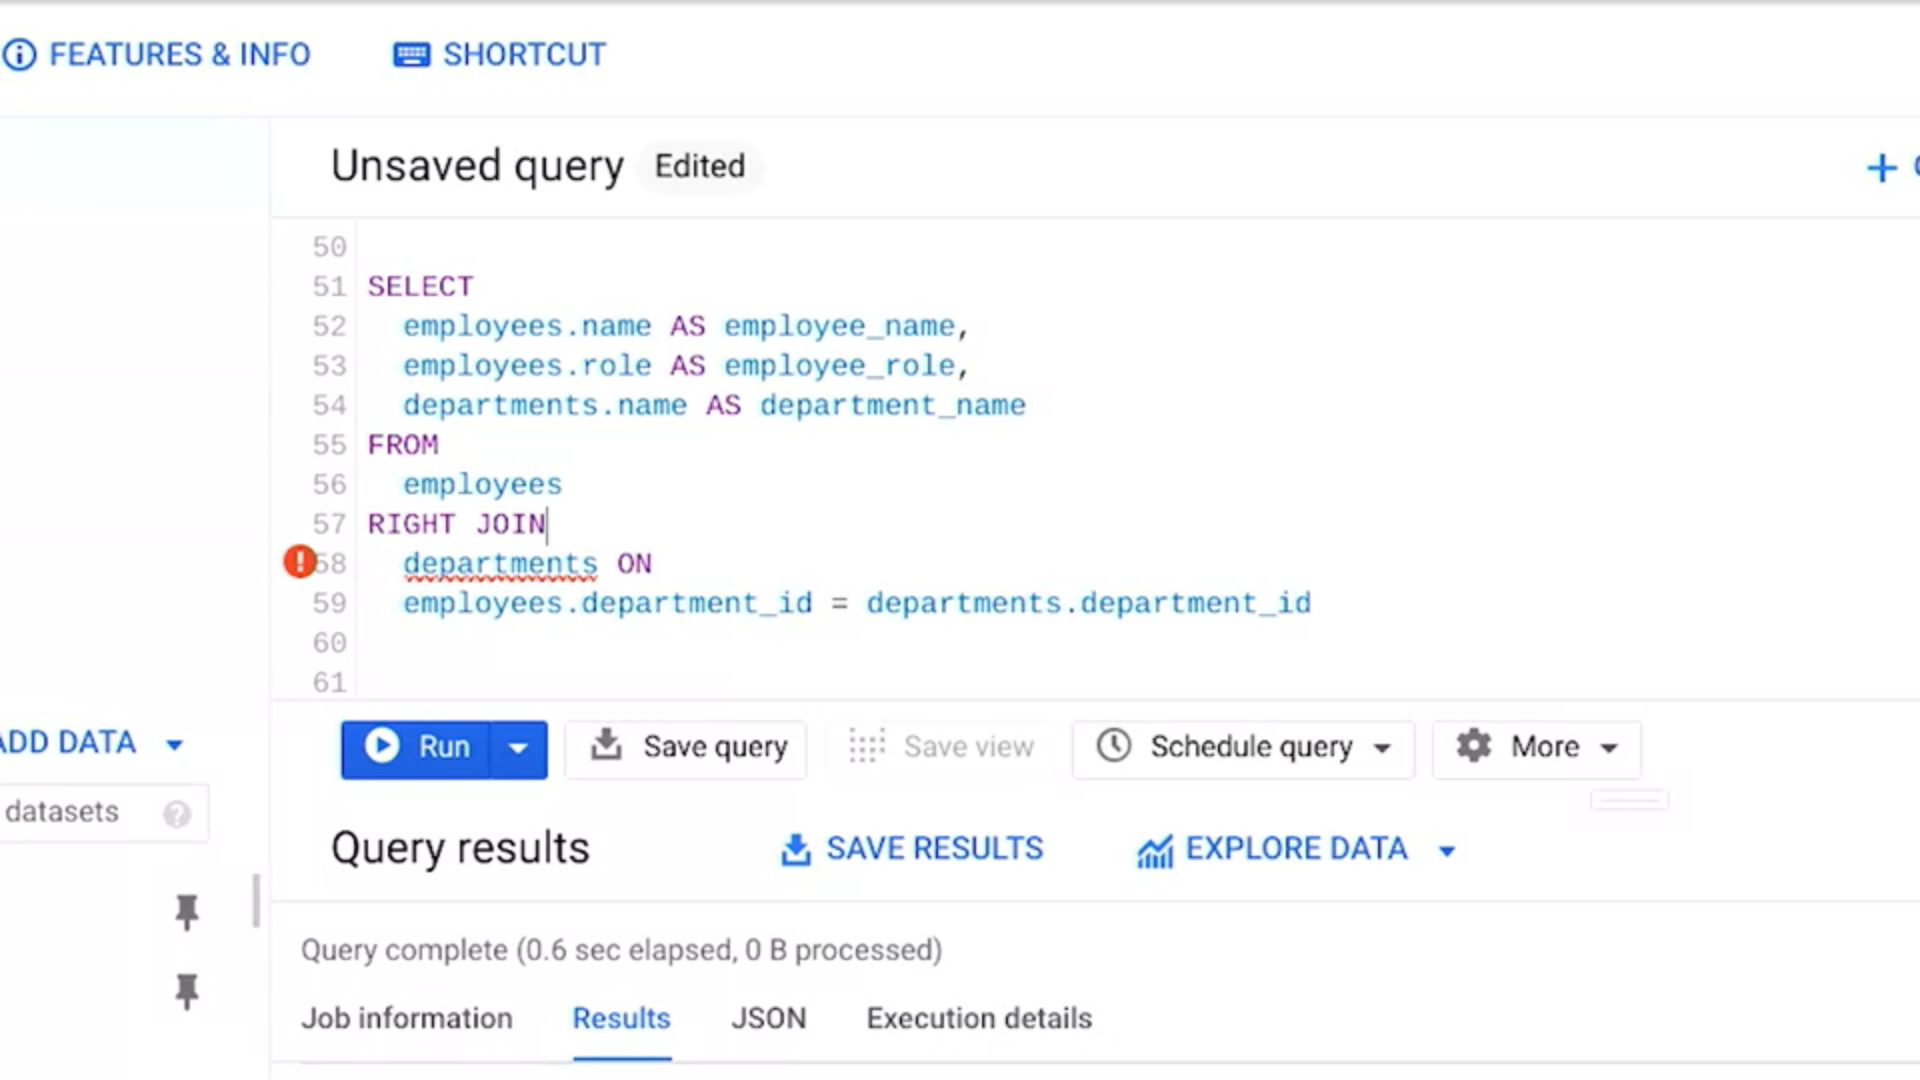 FEATURES & INFO SHORTCUT
Unsaved query Edited
50
51 SELECT
52 employees.name AS employee_name,
53 employees.role AS employee_role,
54 departments.name AS department_name
55 FROM
56 employees
57 RIGHT JOIN
58 departments ON
59 employees.department_id = departments.department_id
60
61
ADD DATA
Run Save query Save view Schedule query More
datasets
Query results SAVE RESULTS EXPLORE DATA
Query complete (0.6 sec elapsed, 0 B processed)
Job information Results JSON Execution details